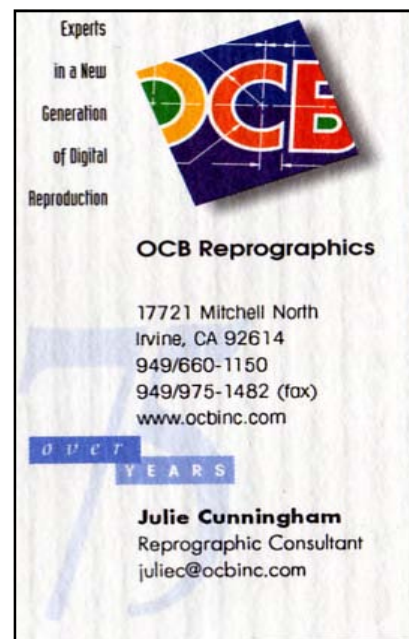 Experts
in a New
Generation
of Digital
Reproduction
OCB
OCB Reprographics
17721 Mitchell North
Irvine, CA 92614
949/660-1150
949/975-1482 (fax)
www.ocbinc.com
75
over
YEARS
Julie Cunningham
Reprographic Consultant
juliec@ocbinc.com